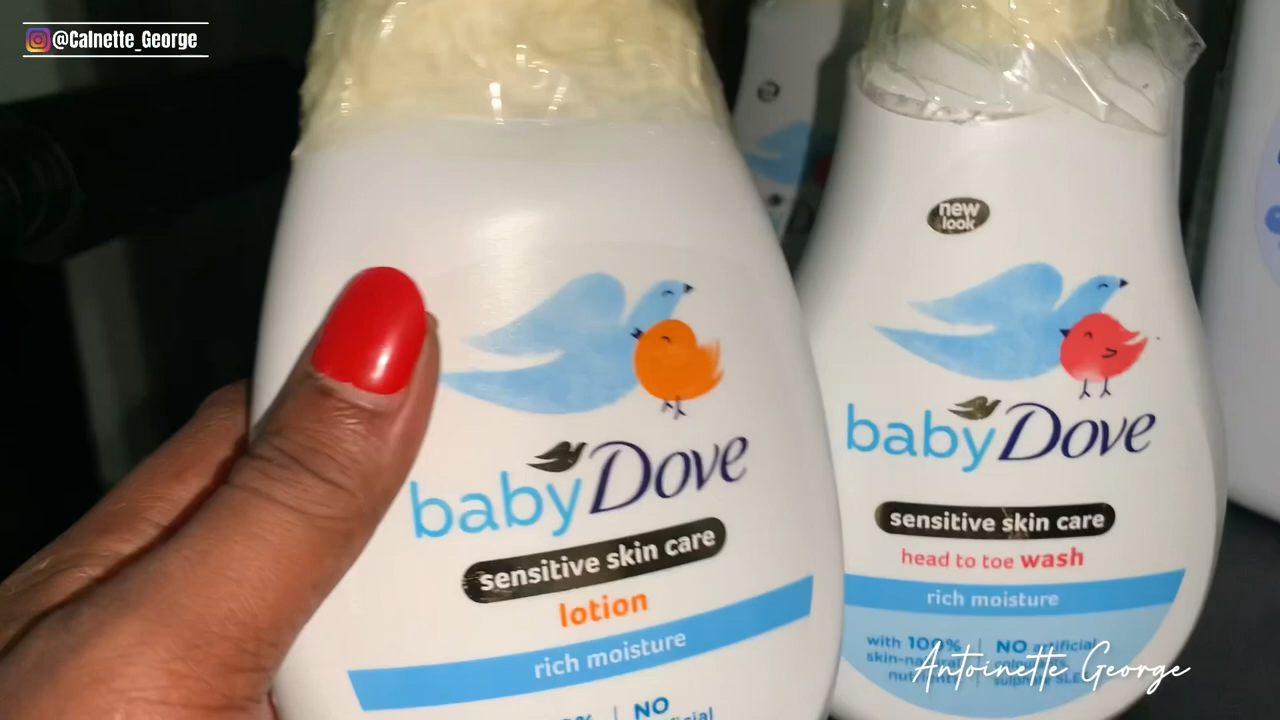 @Calnette_George
baby Dove
sensitive skin care
lotion
rich moisture
NO
new
look
baby Dove
sensitive skin care
head to toe wash
rich moisture
with 100%
NO artificial
Antoinette George